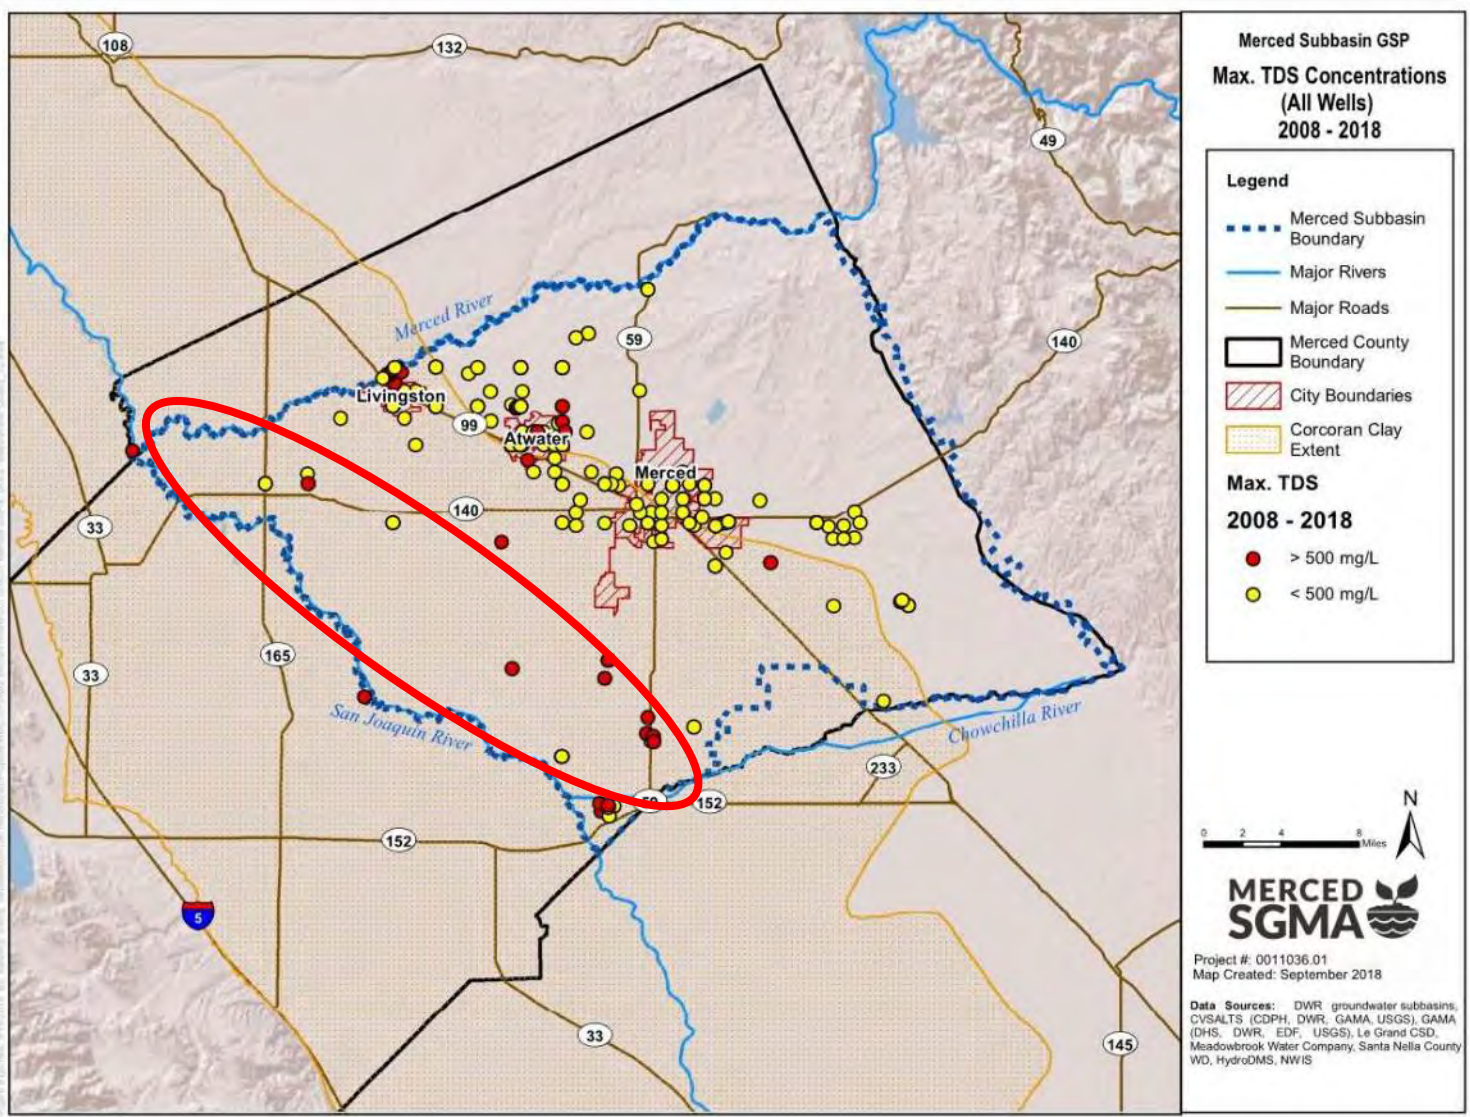 108
132
49
140
59
Merced River
Livingston
99
Atwater
Merced
140
33
165
33
San Joaquin River
Chowchilla River
233
152
152
5
33
145
Merced Subbasin GSP
Max. TDS Concentrations
(All Wells)
2008 - 2018
Legend
Merced Subbasin
Boundary
Major Rivers
Major Roads
Merced County
Boundary
City Boundaries
Corcoran Clay
Extent
Max. TDS
2008 - 2018
> 500 mg/L
< 500 mg/L
N
0 2 4 8
Miles
MERCED
SGMA
Project #: 0011036.01
Map Created: September 2018
Data Sources: DWR groundwater subbasins,
CVSALTS (CDPH, DWR, GAMA, USGS), GAMA
(DHS, DWR, EDF, USGS), Le Grand CSD,
Meadowbrook Water Company, Santa Nella County
WD, HydroDMS, NWIS